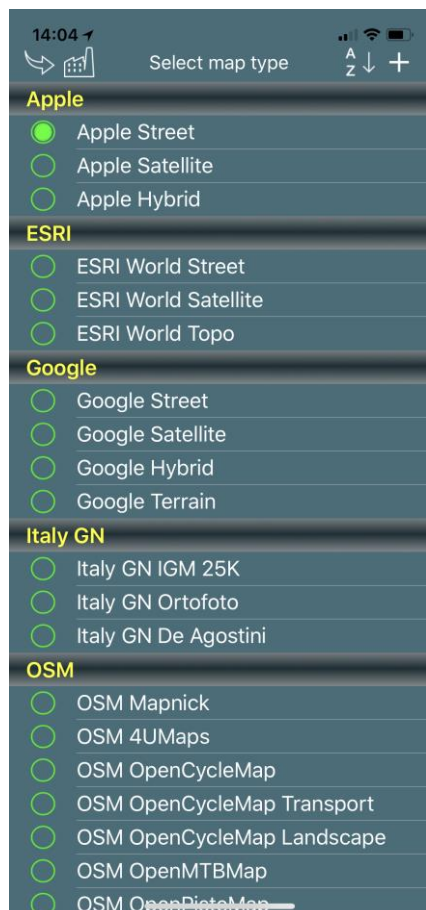 14:04
Select map type
A
Z
Apple
Apple Street
Apple Satellite
Apple Hybrid
ESRI
ESRI World Street
ESRI World Satellite
ESRI World Topo
Google
Google Street
Google Satellite
Google Hybrid
Google Terrain
Italy GN
Italy GN IGM 25K
Italy GN Ortofoto
Italy GN De Agostini
OSM
OSM Mapnick
OSM 4UMaps
OSM OpenCycleMap
OSM OpenCycleMap Transport
OSM OpenCycleMap Landscape
OSM OpenMTBMap
OSM